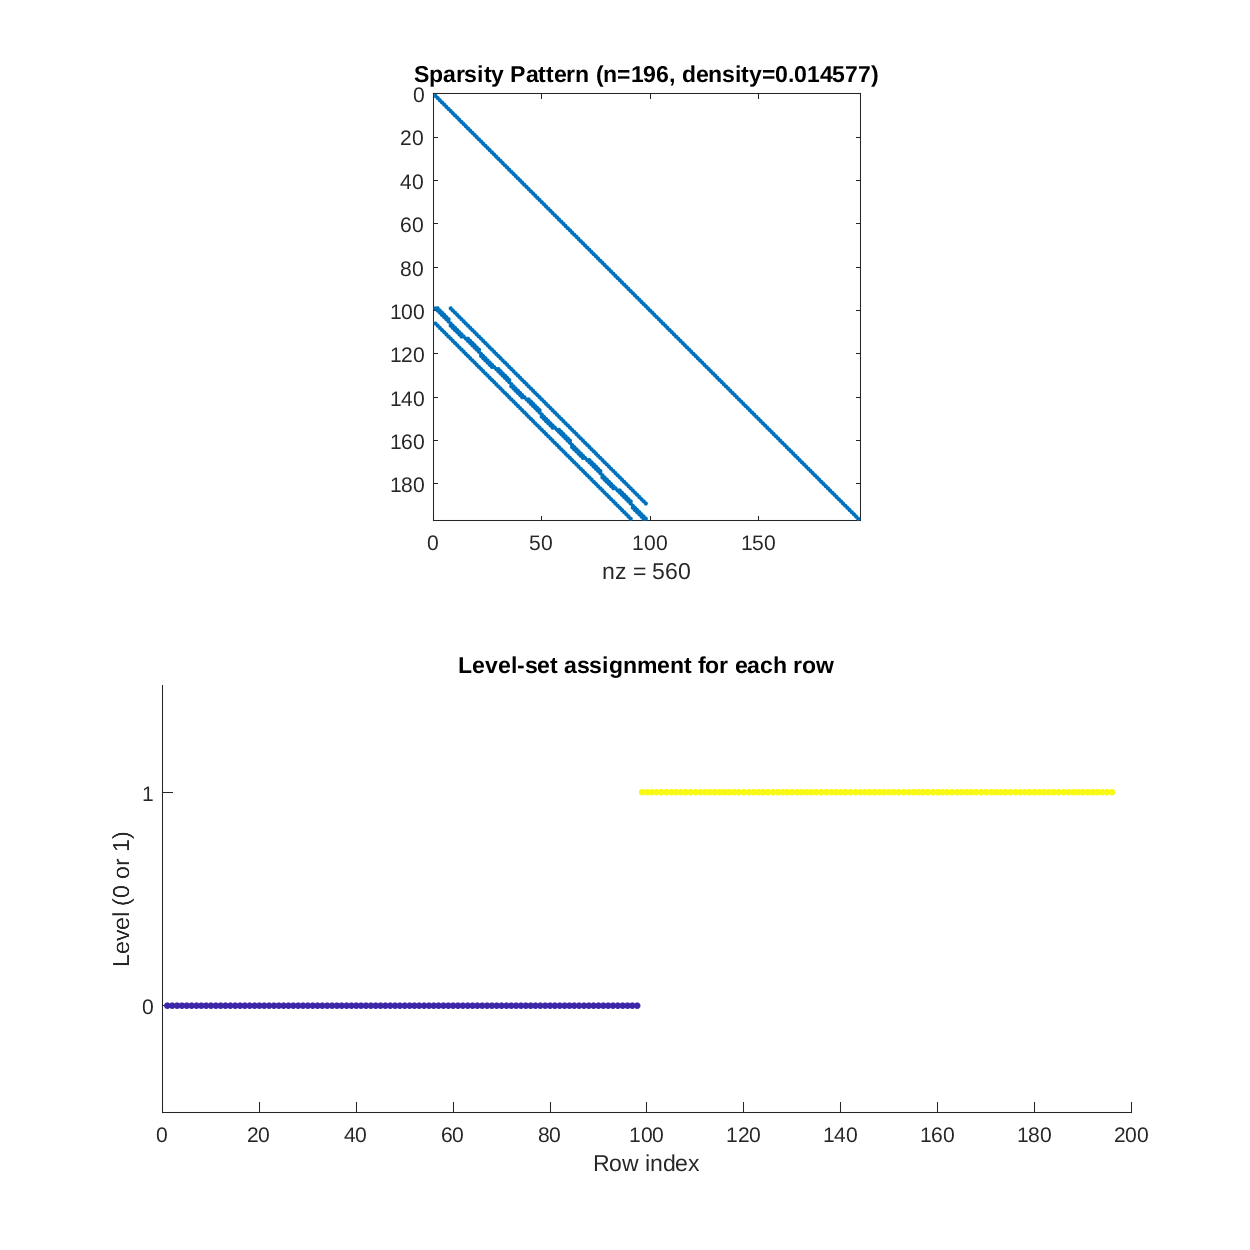 Sparsity Pattern (n=196, density=0.014577)
0
20
40
60
80
100
120
140
160
180
0 50 100 150
nz = 560
Level-set assignment for each row
Level (0 or 1)
1
0
0 20 40 60 80 100 120 140 160 180 200
Row index